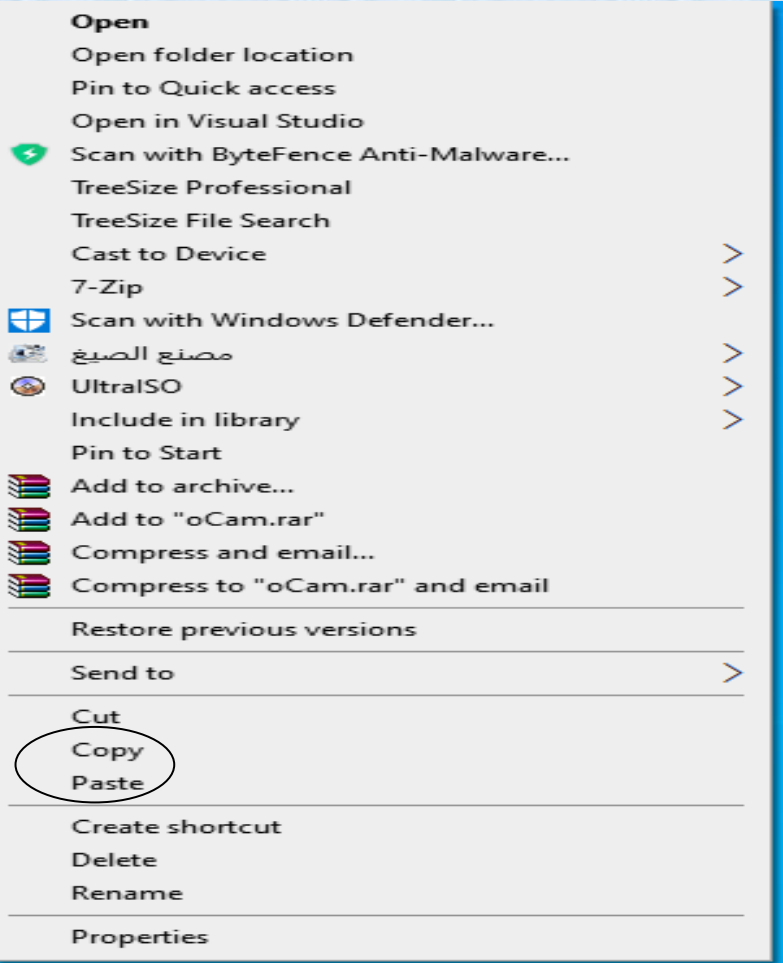 Open
Open folder location
Pin to Quick access
Open in Visual Studio
Scan with ByteFence Anti-Malware...
TreeSize Professional
TreeSize File Search
Cast to Device
7-Zip
Scan with Windows Defender...
مصنع الصيغ
UltraISO
Include in library
Pin to Start
Add to archive...
Add to "oCam.rar"
Compress and email...
Compress to "oCam.rar" and email
Restore previous versions
Send to
Cut
Copy
Paste
Create shortcut
Delete
Rename
Properties